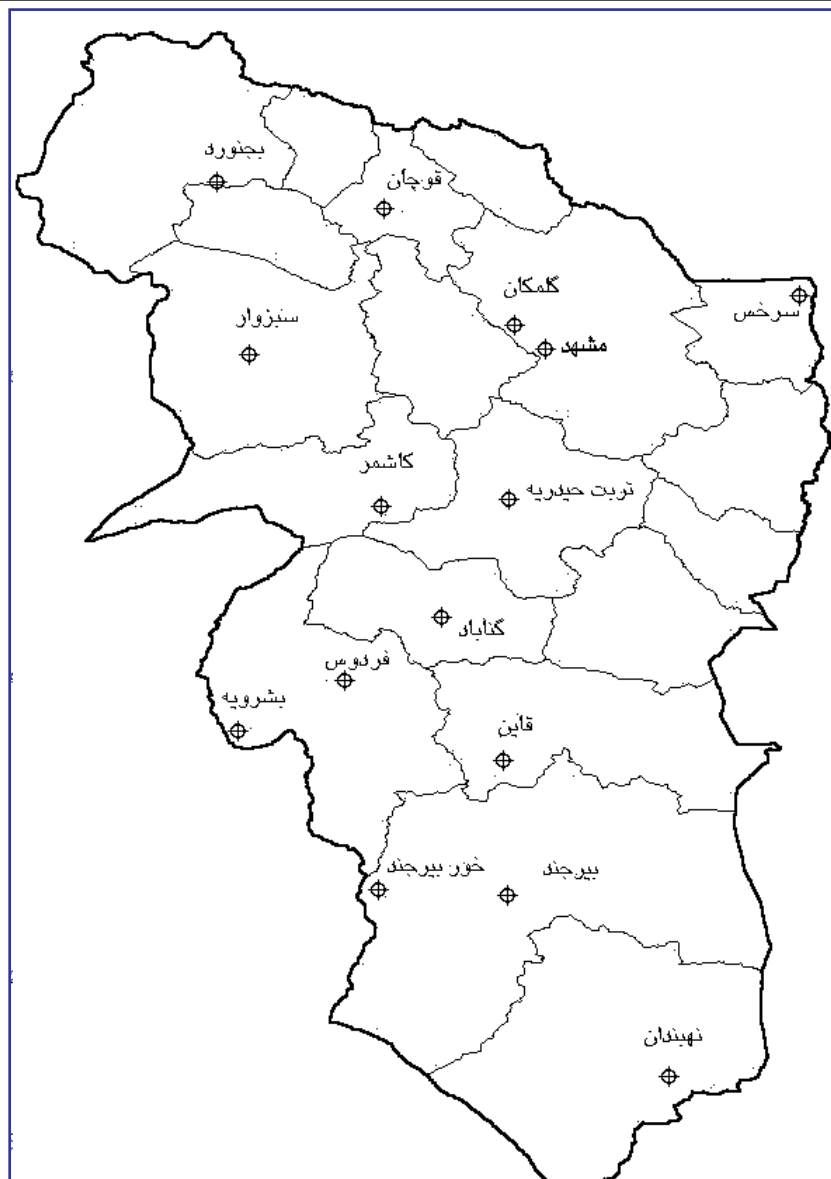 بجنورد
قوچان
گلمکان
سرخس
سبزوار
مشهد
کاشمر
تربت حیدریه
گناباد
فردوس
بشرویه
قاین
خور بیرجند
بیرجند
نهبندان